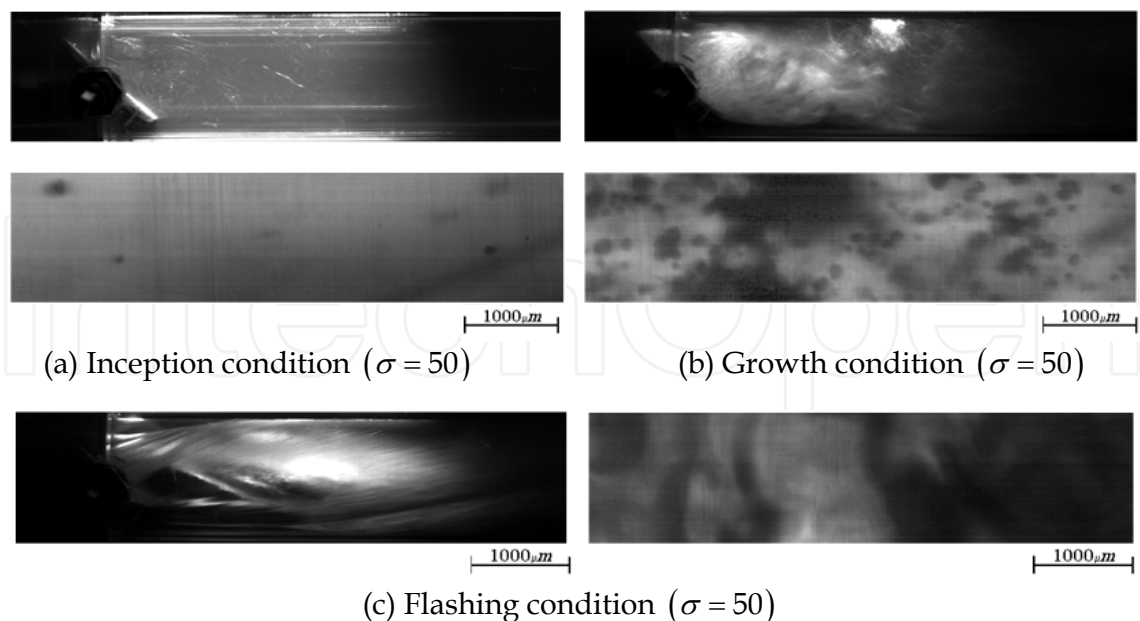 1000μm
1000μm
(a) Inception condition (σ = 50)
(b) Growth condition (σ = 50)
1000μm
1000μm
(c) Flashing condition (σ = 50)